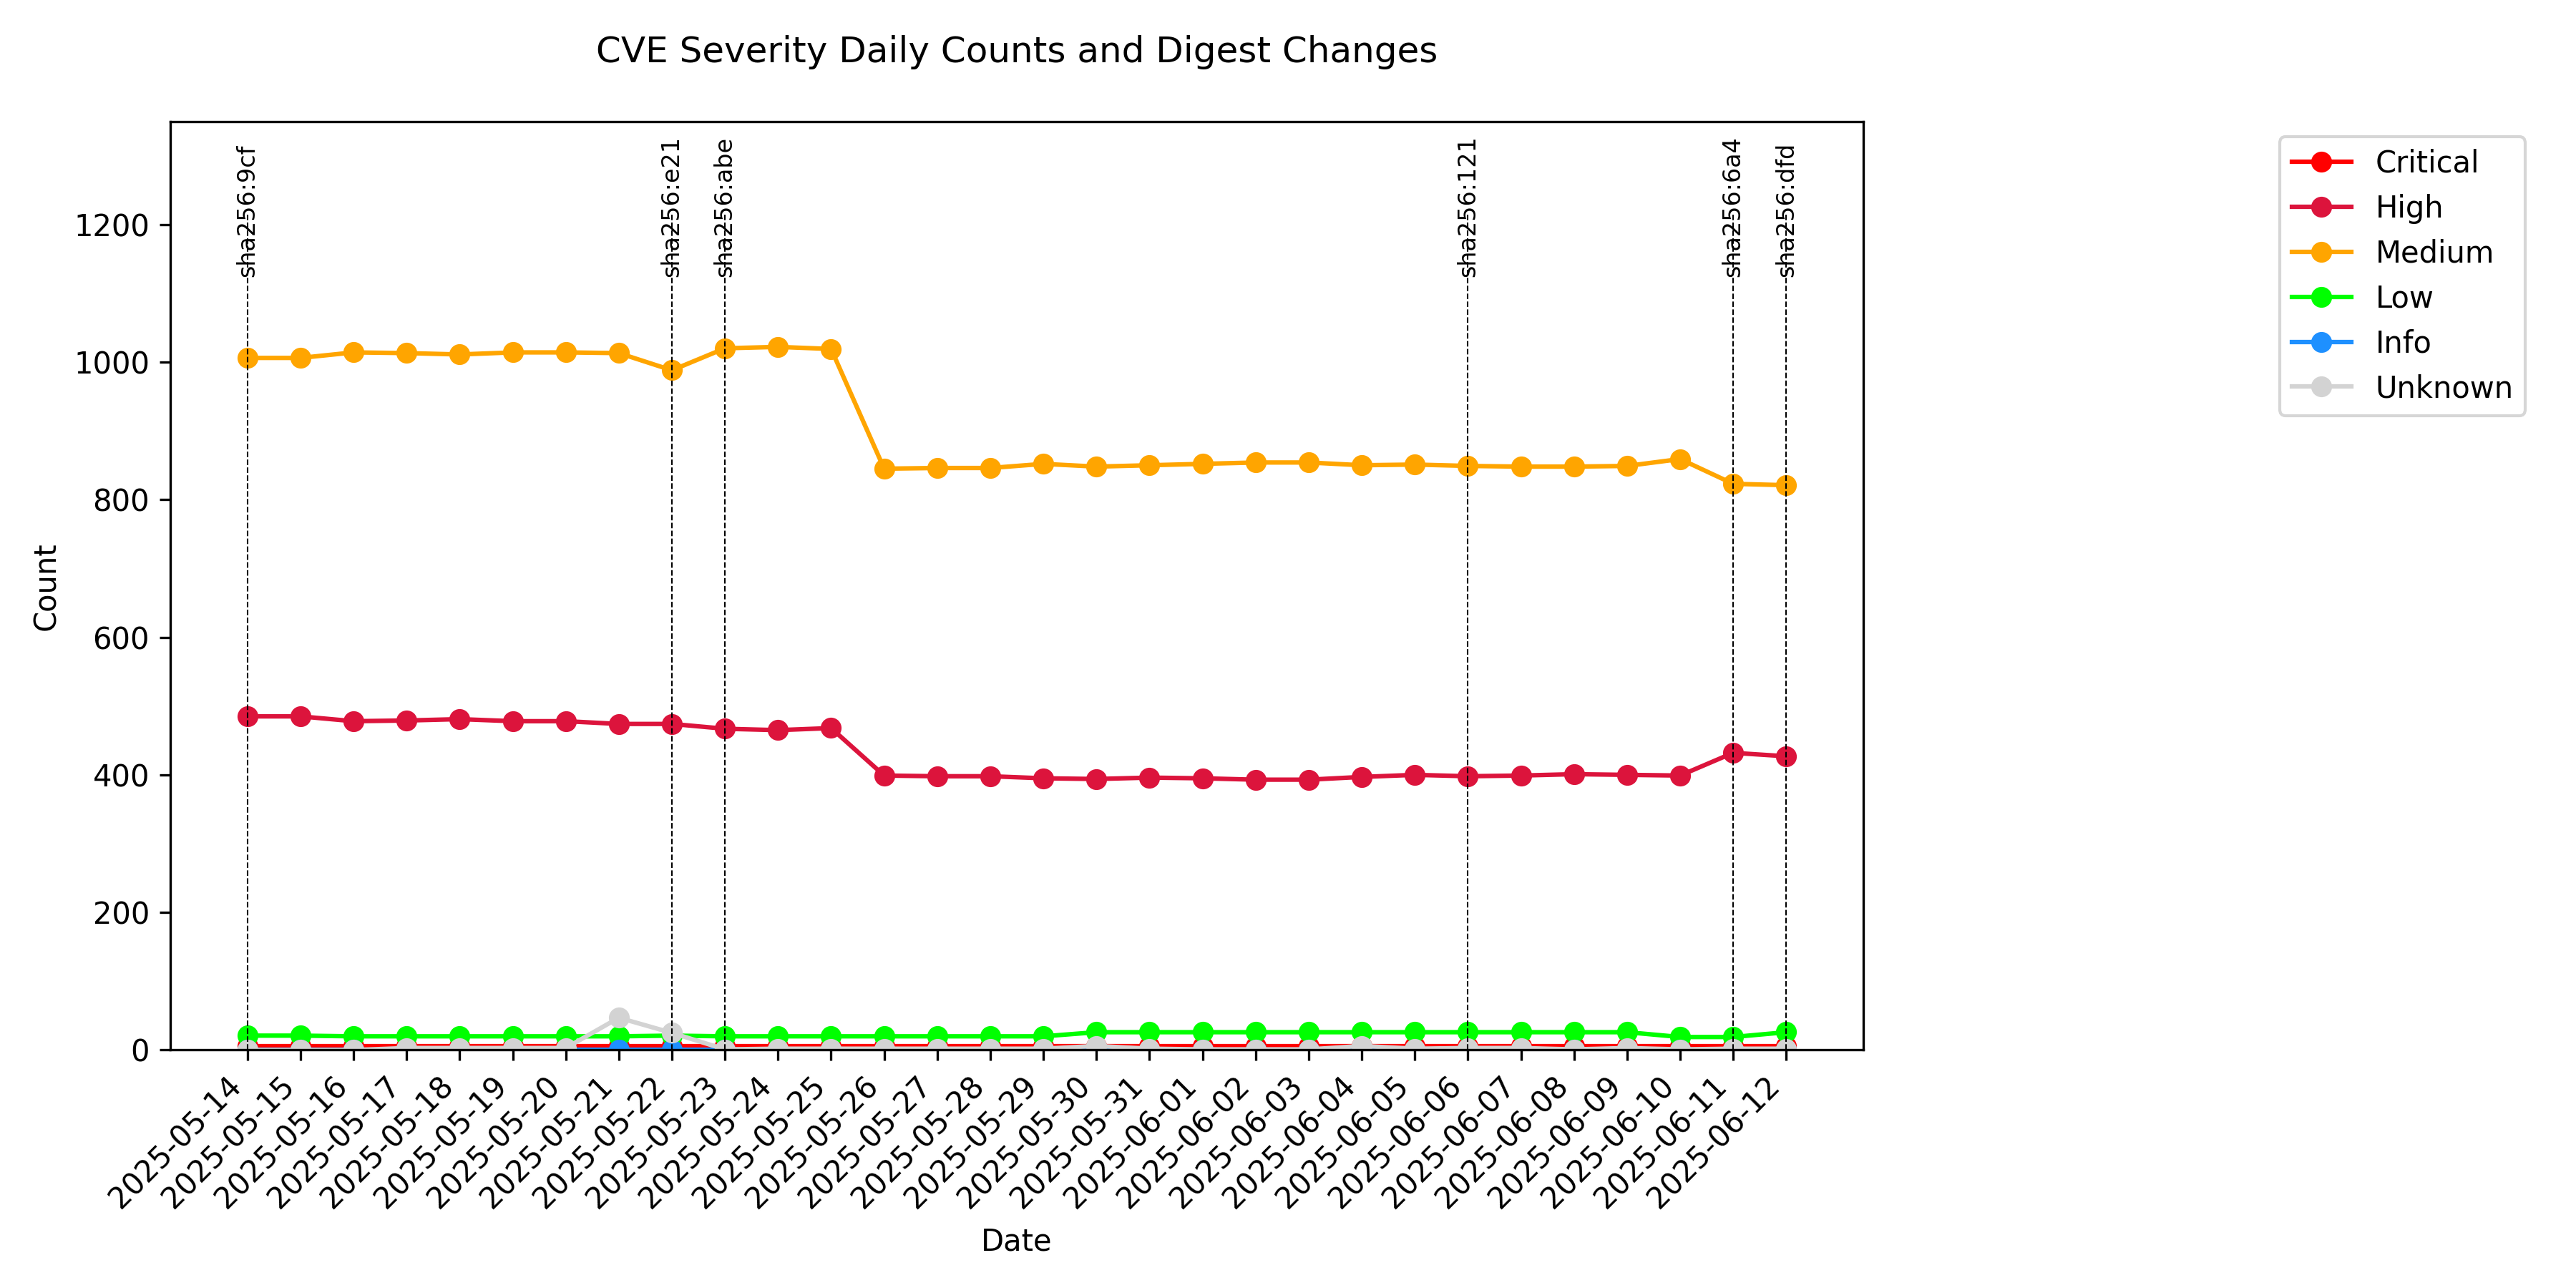 CVE Severity Daily Counts and Digest Changes
sha256:9cf
sha256:e21
sha256:abe
sha256:121
sha256:6a4
sha256:dfd
Critical
High
Medium
Low
Info
Unknown
Count
1200
1000
800
600
400
200
0
2025-05-14
2025-05-15
2025-05-16
2025-05-17
2025-05-18
2025-05-19
2025-05-20
2025-05-21
2025-05-22
2025-05-23
2025-05-24
2025-05-25
2025-05-26
2025-05-27
2025-05-28
2025-05-29
2025-05-30
2025-05-31
2025-06-01
2025-06-02
2025-06-03
2025-06-04
2025-06-05
2025-06-06
2025-06-07
2025-06-08
2025-06-09
2025-06-10
2025-06-11
2025-06-12
Date